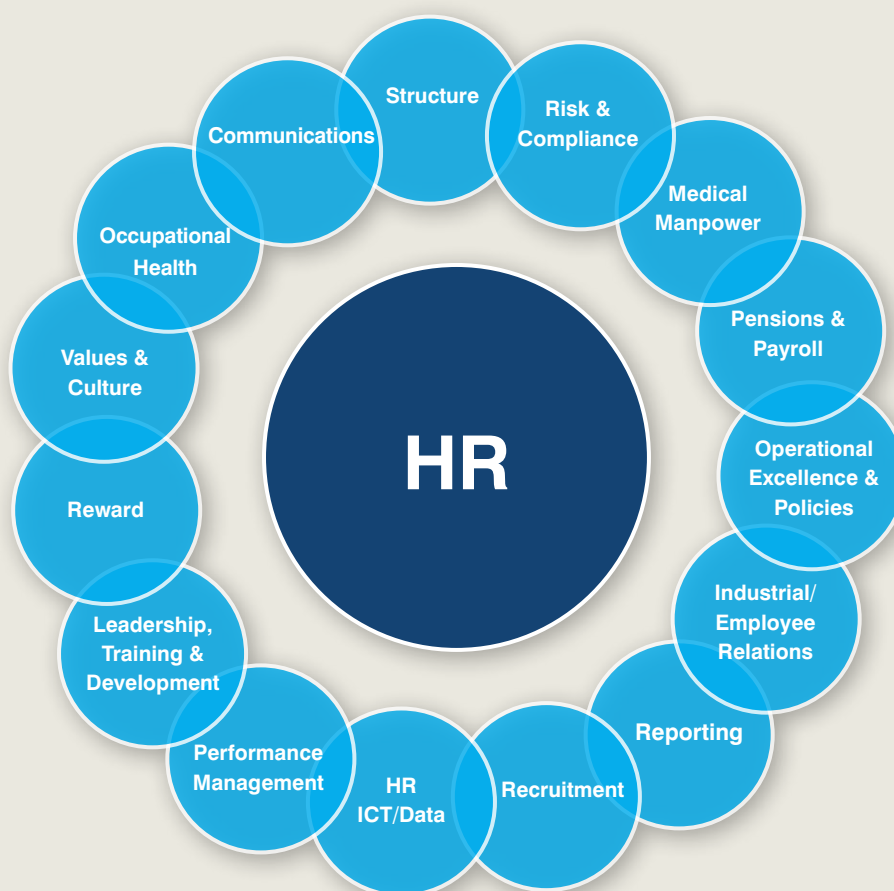 Structure
Risk &
Compliance
Medical
Manpower
Pensions &
Payroll
Operational
Excellence &
Policies
Industrial/
Employee
Relations
Reporting
Recruitment
HR
ICT/Data
Performance
Management
Leadership,
Training &
Development
Reward
Values &
Culture
Occupational
Health
Communications
HR